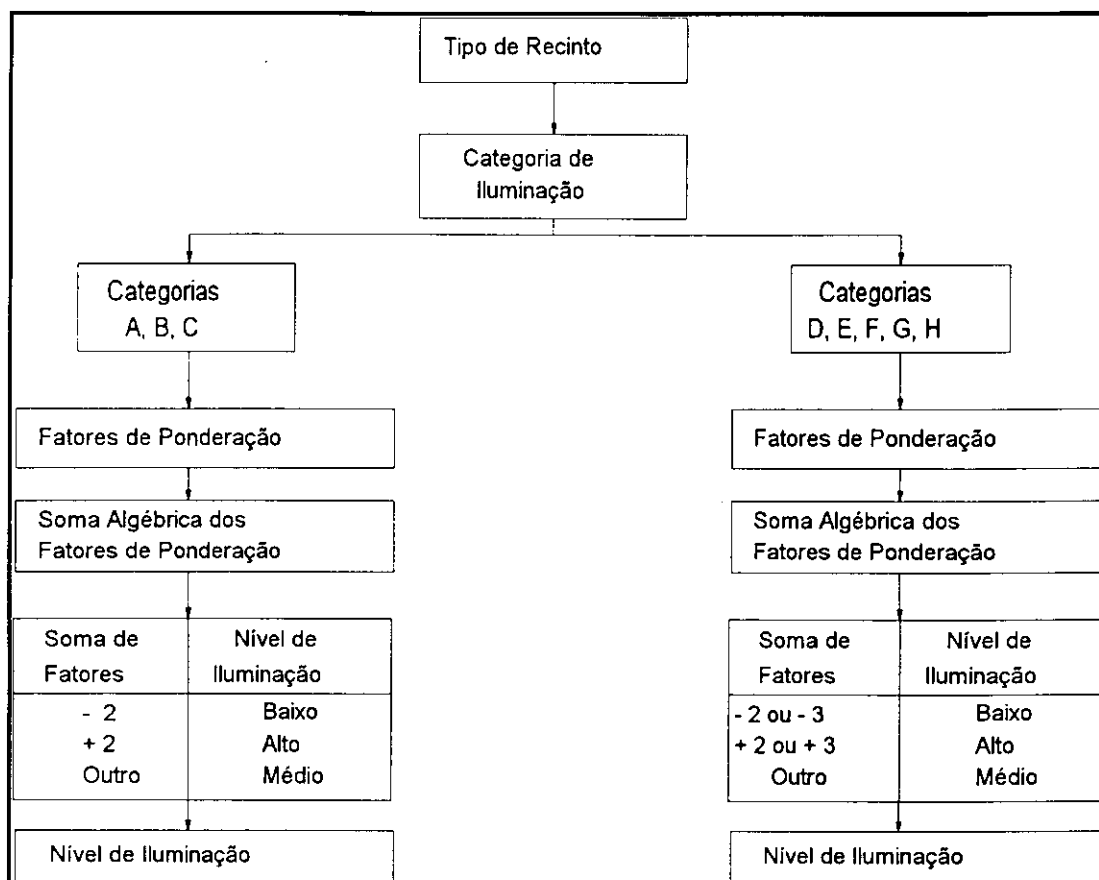 Tipo de Recinto
Categoria de
Iluminação
Categorias
A, B, C
Fatores de Ponderação
Soma Algébrica dos
Fatores de Ponderação
Soma de Nível de
Fatores Iluminação
- 2 Baixo
+ 2 Alto
Outro Médio
Nível de Iluminação
Categorias
D, E, F, G, H
Fatores de Ponderação
Soma Algébrica dos
Fatores de Ponderação
Soma de Nível de
Fatores Iluminação
- 2 ou - 3 Baixo
+ 2 ou + 3 Alto
Outro Médio
Nível de Iluminação